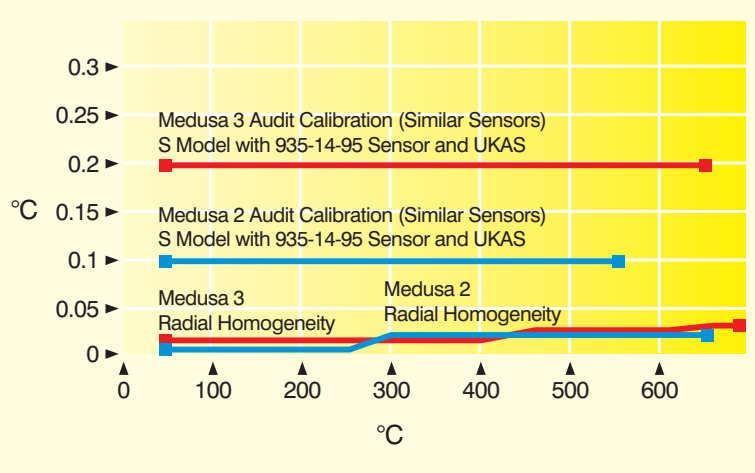 0.3
0.25
Medusa 3 Audit Calibration (Similar Sensors)
S Model with 935-14-95 Sensor and UKAS
0.2
°C
0.15
Medusa 2 Audit Calibration (Similar Sensors)
S Model with 935-14-95 Sensor and UKAS
0.1
Medusa 3
Radial Homogeneity
Medusa 2
Radial Homogeneity
0.05
0
0 100 200 300 400 500 600
°C